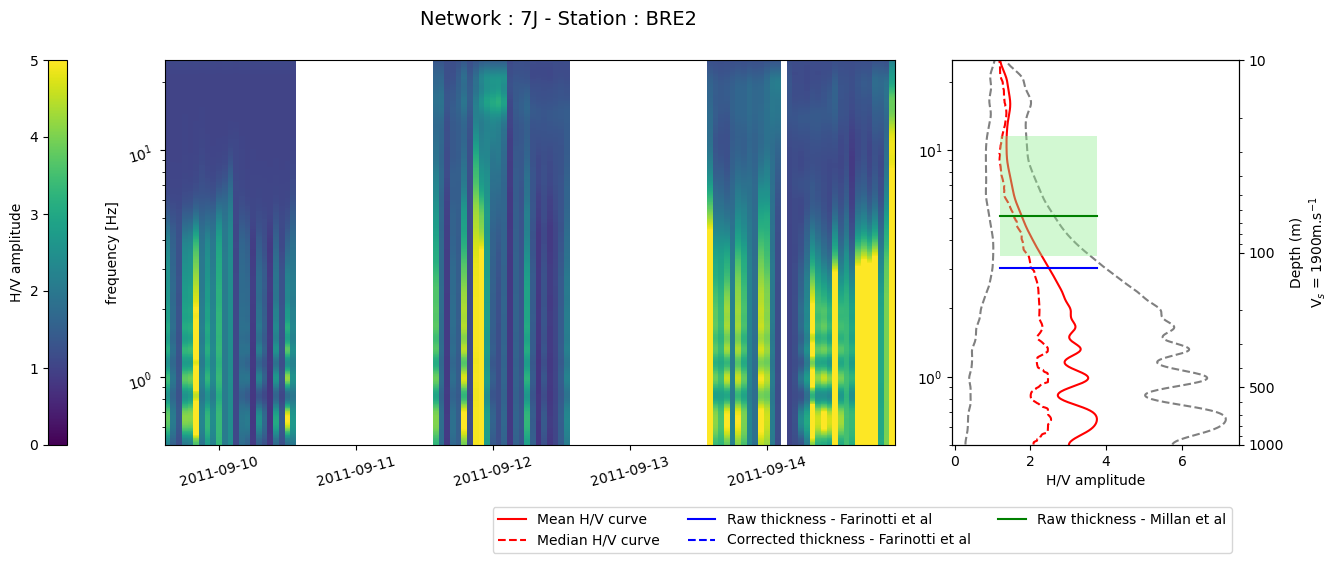 Network : 7J - Station : BRE2
5
4
3
2
1
0
H/V amplitude
10¹
10⁰
frequency [Hz]
2011-09-10
2011-09-11
2011-09-12
2011-09-13
2011-09-14
10¹
10⁰
0
2
4
6
H/V amplitude
10
100
500
1000
Depth (m)
Vₛ = 1900m.s⁻¹
Mean H/V curve
Median H/V curve
Raw thickness - Farinotti et al
Corrected thickness - Farinotti et al
Raw thickness - Millan et al